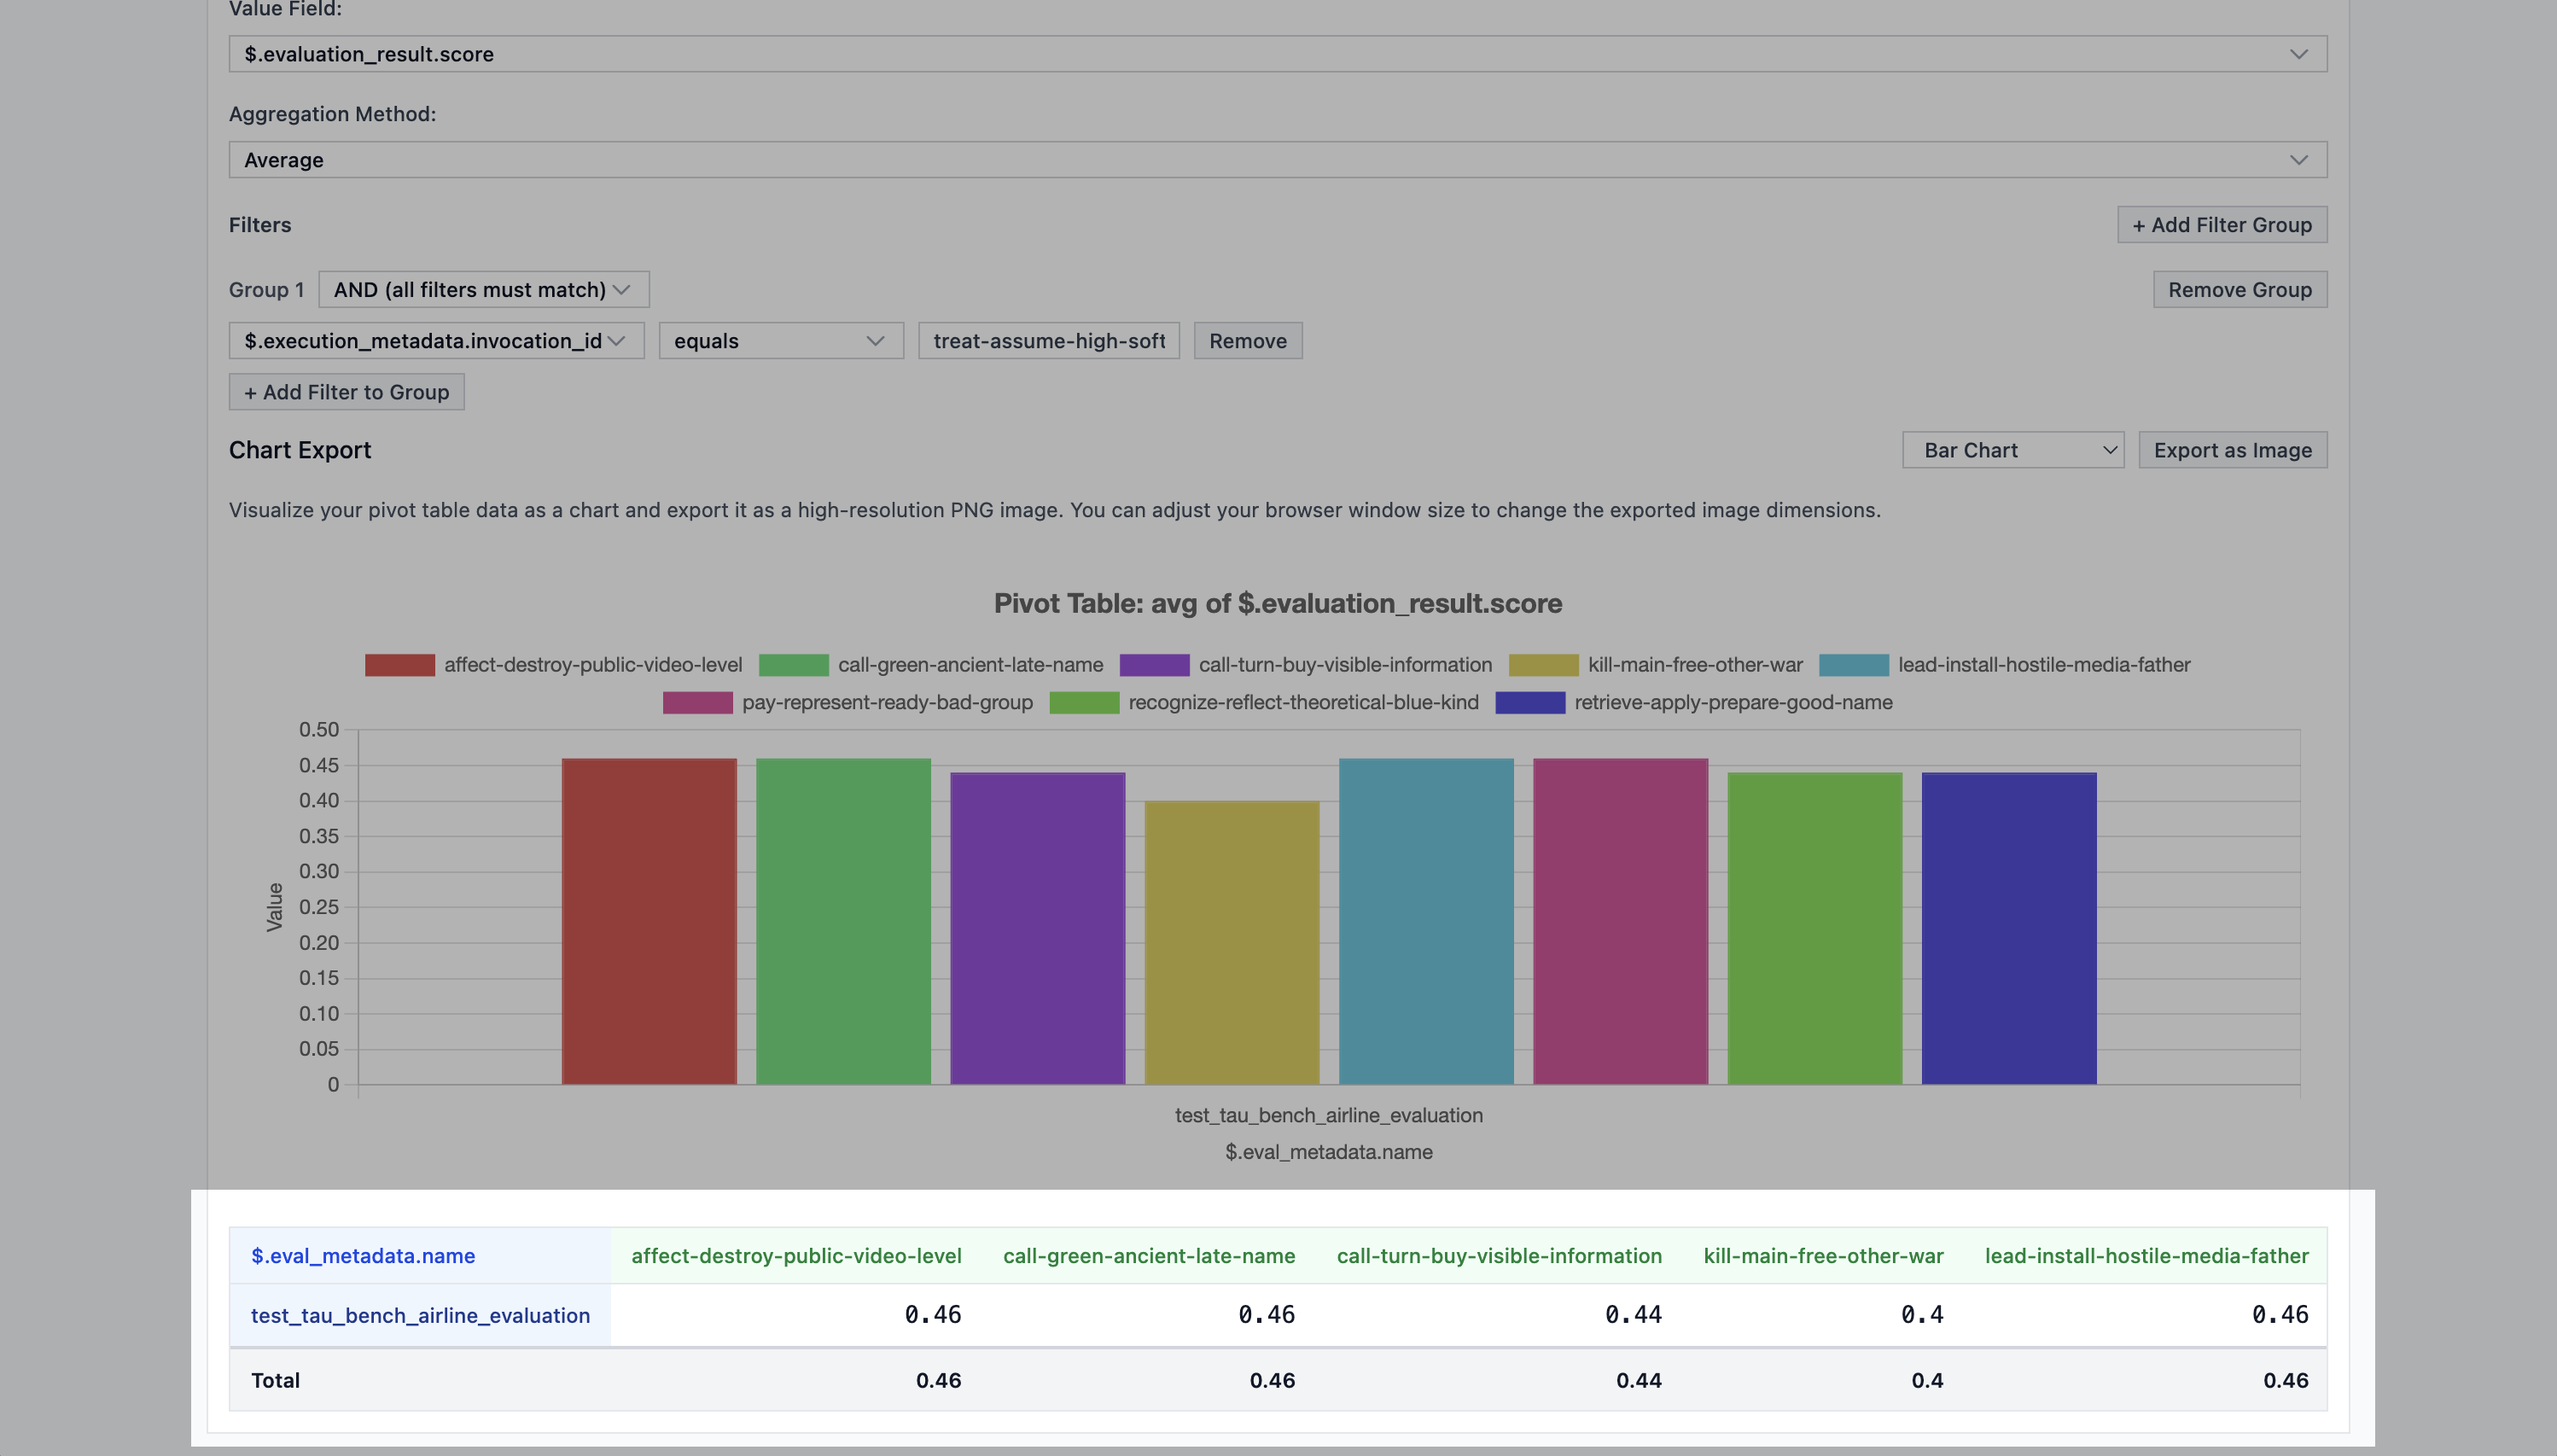 Value Field:
$.evaluation_result.score
Aggregation Method:
Average
Filters
+ Add Filter Group
Group 1 AND (all filters must match) Remove Group
$.execution_metadata.invocation_id equals treat-assume-high-soft Remove
+ Add Filter to Group
Chart Export Bar Chart Export as Image
Visualize your pivot table data as a chart and export it as a high-resolution PNG image. You can adjust your browser window size to change the exported image dimensions.
Pivot Table: avg of $.evaluation_result.score
affect-destroy-public-video-level call-green-ancient-late-name call-turn-buy-visible-information kill-main-free-other-war lead-install-hostile-media-father
pay-represent-ready-bad-group recognize-reflect-theoretical-blue-kind retrieve-apply-prepare-good-name
0.50
0.45
0.40
0.35
0.30
0.25
0.20
0.15
0.10
0.05
0
Value
test_tau_bench_airline_evaluation
$.eval_metadata.name
$.eval_metadata.name affect-destroy-public-video-level call-green-ancient-late-name call-turn-buy-visible-information kill-main-free-other-war lead-install-hostile-media-father
test_tau_bench_airline_evaluation 0.46 0.46 0.44 0.4 0.46
Total 0.46 0.46 0.44 0.4 0.46